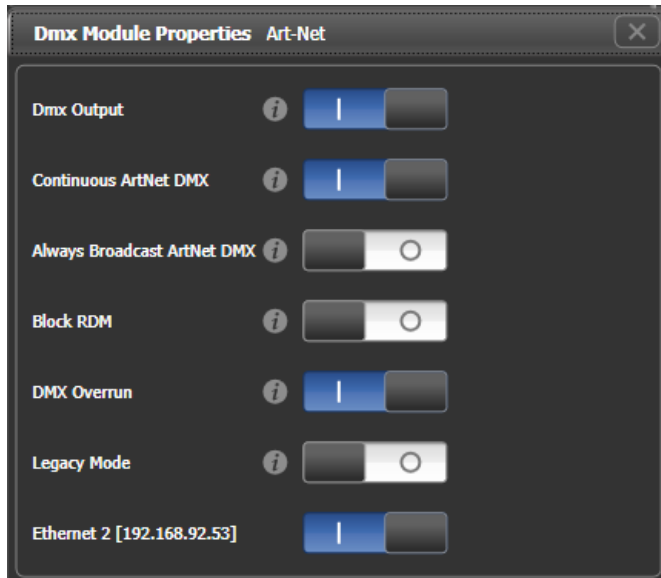 Dmx Module Properties Art-Net
Dmx Output
Continuous ArtNet DMX
Always Broadcast ArtNet DMX
Block RDM
DMX Overrun
Legacy Mode
Ethernet 2 [192.168.92.53]